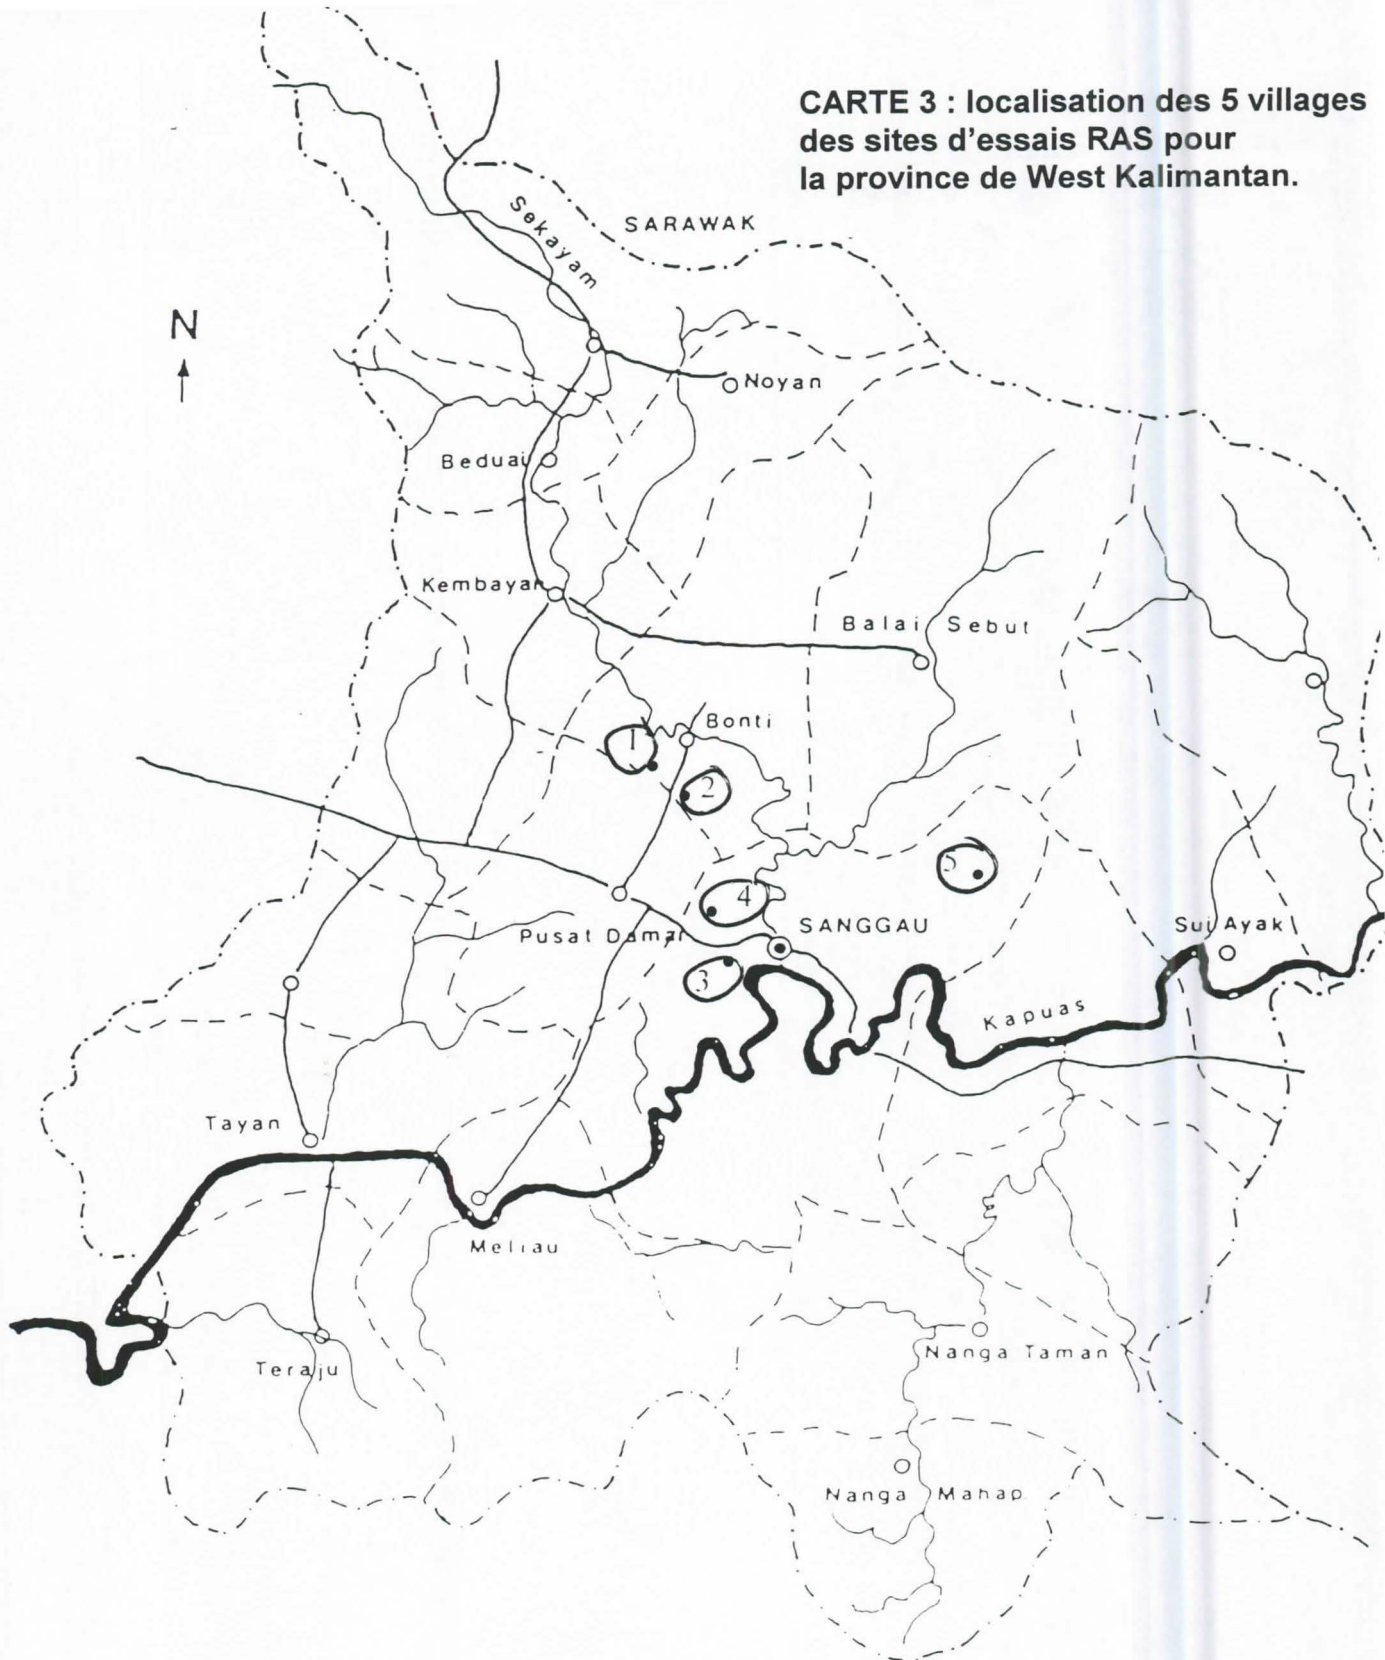 CARTE 3 : localisation des 5 villages
des sites d'essais RAS pour
la province de West Kalimantan.
SARAWAK
Sekayam
N
Noyan
Beduai
Kembayan
Balai Sebut
Bonti
1
2
5
4
Pusat Damar
SANGGAU
Sui Ayak
3
Kapuas
Tayan
Meliau
Nanga Taman
Teraju
Nanga Mahap